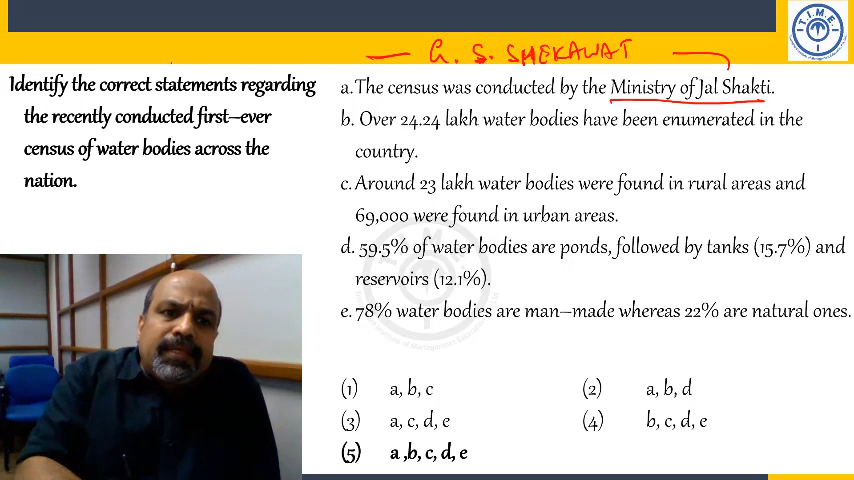 T.I.M.E.
G. S. SHEKAWAT
Identify the correct statements regarding
the recently conducted first–ever
census of water bodies across the
nation.
a.The census was conducted by the Ministry of Jal Shakti.
b. Over 24.24 lakh water bodies have been enumerated in the
country.
c. Around 23 lakh water bodies were found in rural areas and
69,000 were found in urban areas.
d. 59.5% of water bodies are ponds, followed by tanks (15.7%) and
reservoirs (12.1%).
e. 78% water bodies are man–made whereas 22% are natural ones.
(1) a, b, c
(2) a, b, d
(3) a, c, d, e
(4) b, c, d, e
(5) a ,b, c, d, e